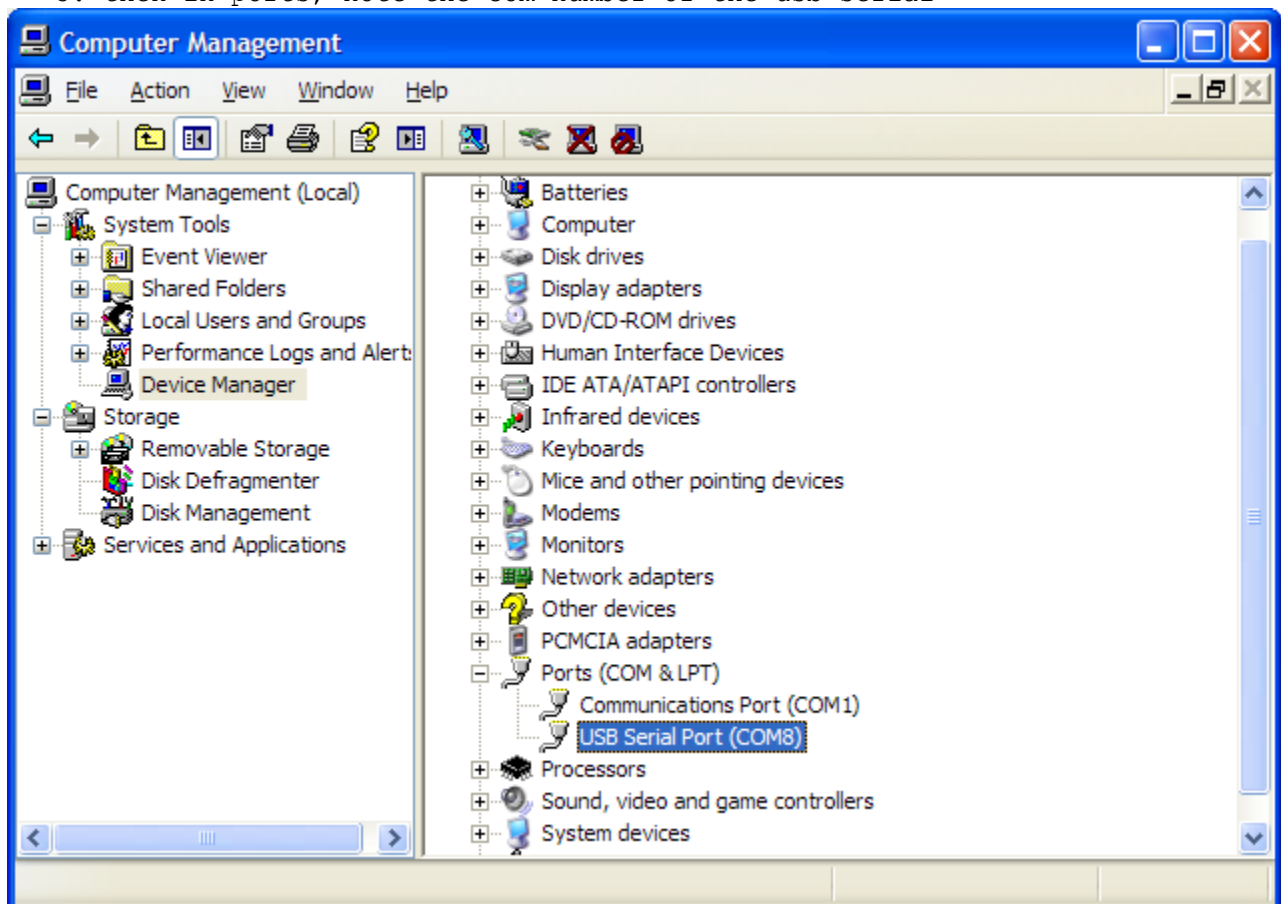 Computer Management
File Action View Window Help
Computer Management (Local)
System Tools
Event Viewer
Shared Folders
Local Users and Groups
Performance Logs and Alert
Device Manager
Storage
Removable Storage
Disk Defragmenter
Disk Management
Services and Applications
Batteries
Computer
Disk drives
Display adapters
DVD/CD-ROM drives
Human Interface Devices
IDE ATA/ATAPI controllers
Infrared devices
Keyboards
Mice and other pointing devices
Modems
Monitors
Network adapters
Other devices
PCMCIA adapters
Ports (COM & LPT)
Communications Port (COM1)
USB Serial Port (COM8)
Processors
Sound, video and game controllers
System devices